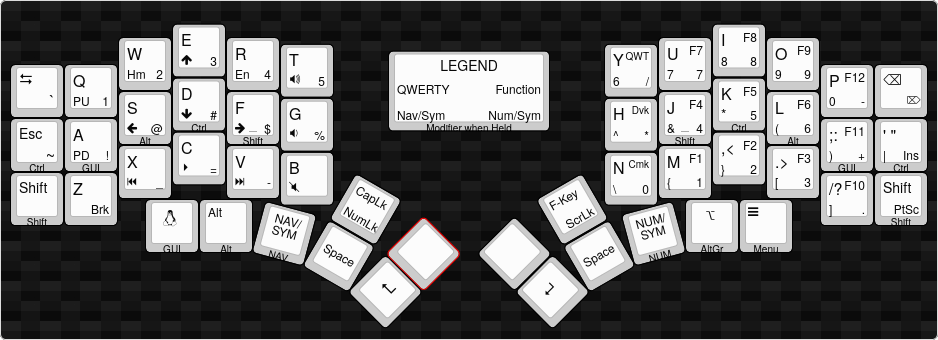 ⇆
`
Q
PU 1
W
Hm 2
E
🡅 3
R
En 4
T
🔊 5
LEGEND
QWERTY Function
Nav/Sym Num/Sym
Modifier when Held
Y QWT
6 /
U F7
7 7
I F8
8 8
O F9
9 9
P F12
0 -
⌫
⌦
Esc
~
Ctrl
A
PD !
GUI
S
🡄 @
Alt
D
🡇 #
Ctrl
F
🡆 _ $
Shift
G
🔉 %
H Dvk
^ *
J F4
& _ 4
Shift
K F5
* 5
Ctrl
L F6
( 6
Alt
;: F11
) +
GUI
' "
| Ins
Ctrl
Shift
Shift
Z
Brk
X
⏮ _
C
⏵ =
V
⏭ -
B
🔇
N Cmk
\ 0
M F1
{ 1
,< F2
} 2
.> F3
[ 3
/? F10
] .
Shift
PtSc
Shift
GUI
Alt
Alt
NAV/
SYM
NAV
Space
CapLk
NumLk
F-Key
ScrLk
Space
NUM/
SYM
NUM
⌥
AltGr
≡
Menu